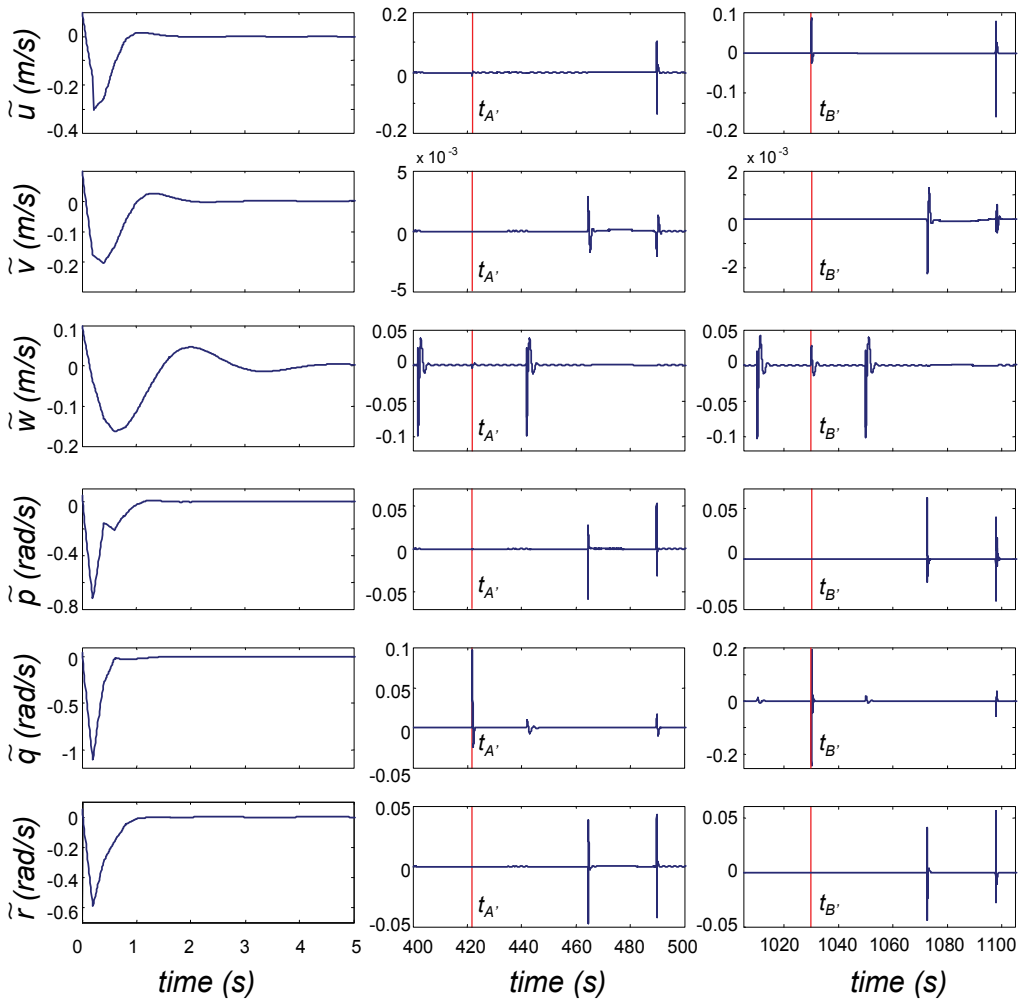 ũ (m/s)
0
-0.2
-0.4
0.2
0
-0.2
t_A'
0.1
0
-0.1
-0.2
t_B'
ṽ (m/s)
0
-0.1
-0.2
x 10^-3
5
0
-5
t_A'
x 10^-3
2
0
-2
t_B'
w̃ (m/s)
0.1
0
-0.1
-0.2
0.05
0
-0.05
-0.1
t_A'
0.05
0
-0.05
-0.1
t_B'
p̃ (rad/s)
0
-0.4
-0.8
0.05
0
-0.05
t_A'
0.05
0
-0.05
t_B'
q̃ (rad/s)
0
-0.5
-1
0.1
0.05
0
-0.05
t_A'
0.2
0
-0.2
t_B'
r̃ (rad/s)
0
-0.2
-0.4
-0.6
0.05
0
-0.05
t_A'
0.05
0
-0.05
t_B'
0 1 2 3 4 5
400 420 440 460 480 500
1020 1040 1060 1080 1100
time (s) time (s) time (s)